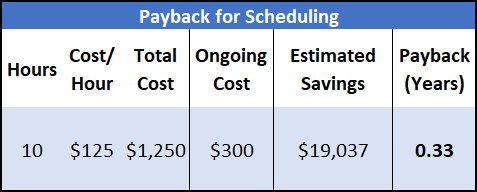 Payback for Scheduling
Hours Cost/ Hour Total Cost Ongoing Cost Estimated Savings Payback (Years)
10 $125 $1,250 $300 $19,037 0.33